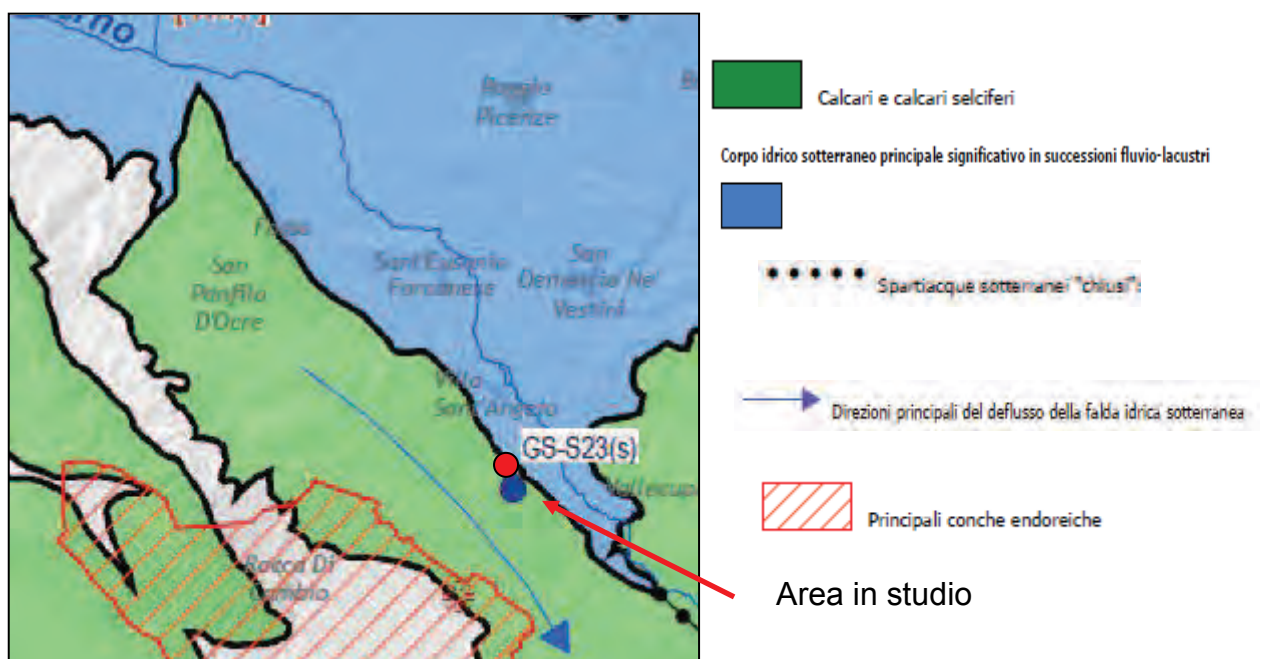 Poggio
Picenze
Fossa
San
Panfilo
D'Ocre
Sant'Eusanio
Forconese
San
Demetrio Ne'
Vestini
Villa
Sant'Angelo
GS-S23(s)
Rocca Di
Cambio
Calcari e calcari selciferi
Corpo idrico sotterraneo principale significativo in successioni fluvio-lacustri
Spartiacque sotterranei "chiusi";
Direzioni principali del deflusso della falda idrica sotterranea
Principali conche endoreiche
Area in studio